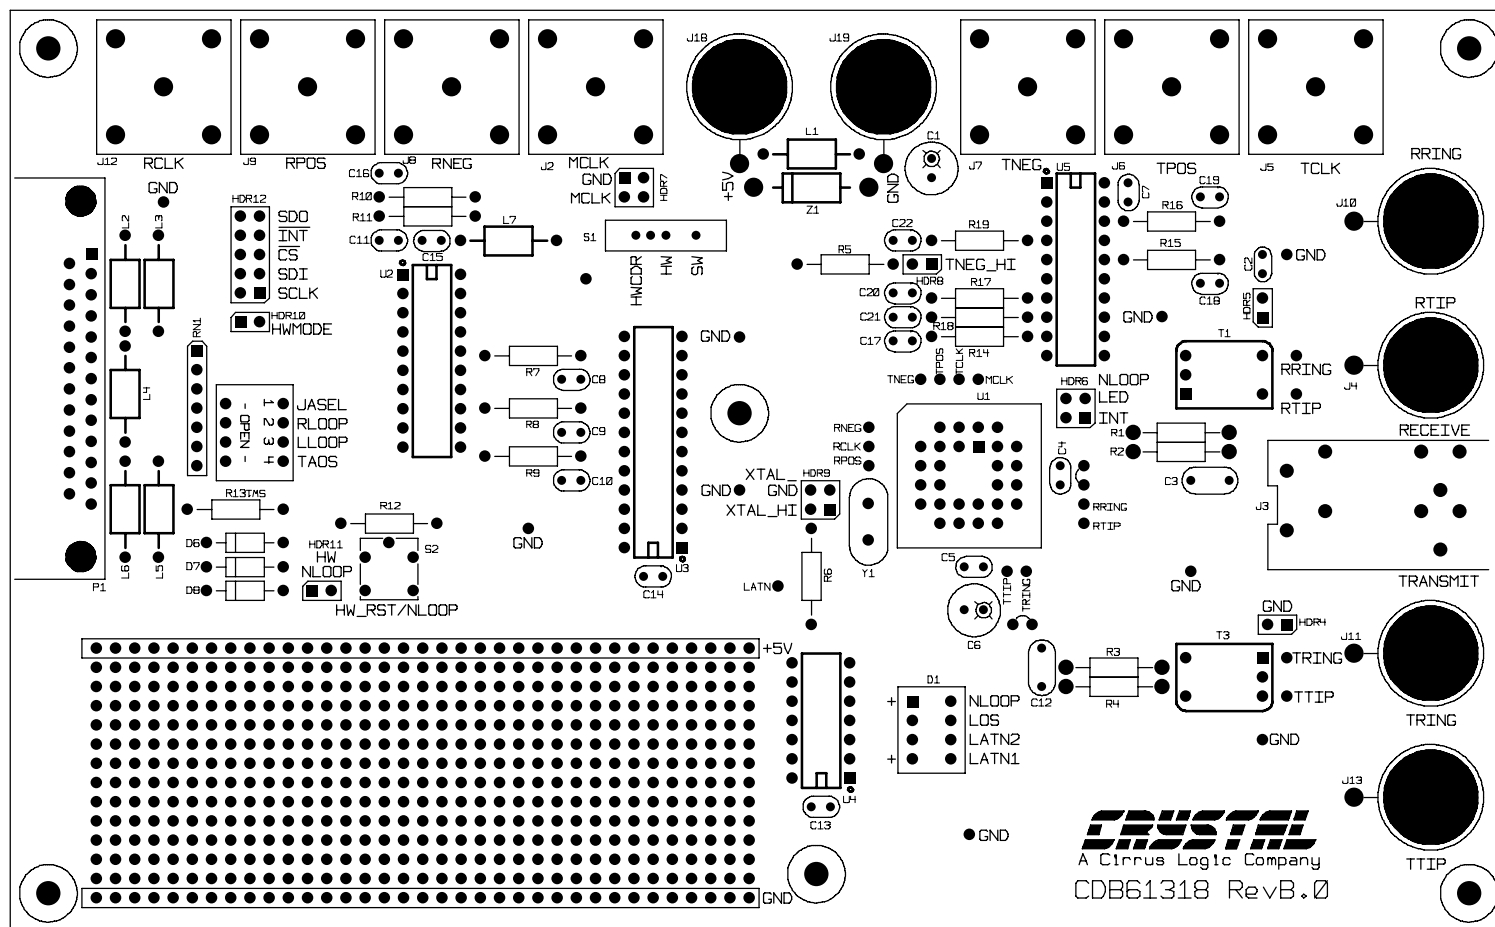 J18
J19
J12
RCLK
J9
RPOS
J8
RNEG
J2
MCLK
L1
C1
J7
TNEG
U5
J6
TPOS
J5
TCLK
RRING
GND
C16
GND
MCLK
HDR7
+5V
GND
Z1
C7
C19
J10
L2
L3
HDR12
SDO
INT
CS
SDI
SCLK
R10
R11
C11
C15
L7
S1
HWCDR
HW
SW
R5
C22
R19
TNEG_HI
HDR8
R16
R15
C2
GND
U2
HDR10
HWMODE
RN1
C20
R17
C21
R18
C17
R14
C18
HDR5
GND
RTIP
T1
GND
R7
C8
TNEG
TPOS
TCLK
MCLK
U1
HDR6
NLOOP
LED
INT
RRING
RTIP
J4
L4
- OPEN -
1 2 3 4
JASEL
RLOOP
LLOOP
TAOS
R8
C9
RNEG
RCLK
RPOS
R1
R2
RECEIVE
R9
C10
GND
XTAL_
GND
XTAL_HI
HDR9
C4
C3
J3
R13TMS
R12
GND
RRING
RTIP
D6
D7
D8
HDR11
HW
NLOOP
S2
HW_RST/NLOOP
L6
L5
P1
U3
C14
LATN
R6
Y1
C5
TTIP
TRING
GND
TRANSMIT
C6
GND
HDR4
+5V
C12
R3
R4
T3
TRING
TTIP
J11
TRING
D1
+
NLOOP
LOS
LATN2
+
LATN1
GND
U4
C13
J13
GND
CRYSTAL
A Cirrus Logic Company
TTIP
GND
CDB61318 RevB.0